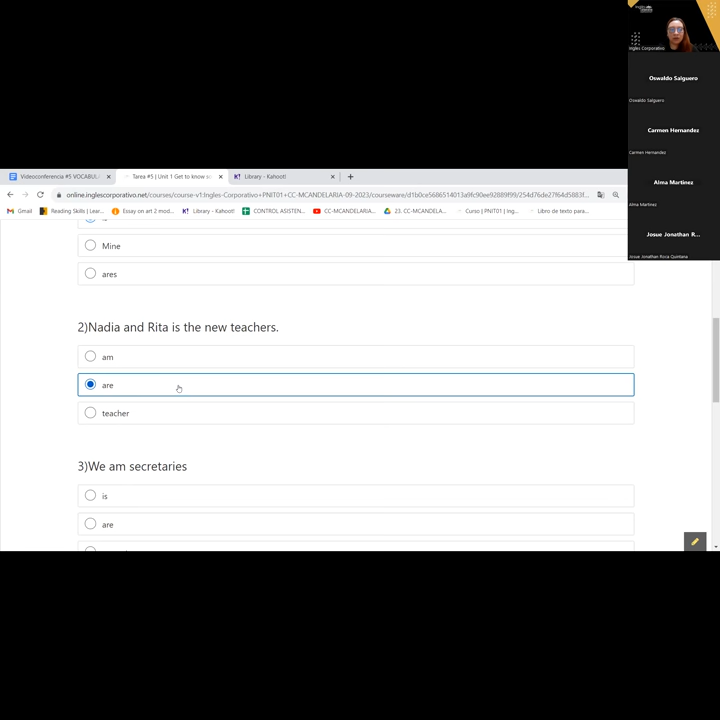 Ingles Corporativo
Oswaldo Salguero
Oswaldo Salguero
Carmen Hernandez
Carmen Hernandez
Alma Martinez
Alma Martinez
Josue Jonathan R...
Josue Jonathan Roca Quintana
Videoconferencia #5 VOCABUL
Tarea #5 | Unit 1 Get to know so
Library - Kahoot!
online.inglescorporativo.net/courses/course-v1:Ingles-Corporativo+PNIT01+CC-MCANDELARIA-09-2023/courseware/d1b0ce5686514013a9fc90ee92889f99/254d76de27f64d5883f...
Gmail
Reading Skills | Lear...
Essay on art 2 mod...
Library - Kahoot!
CONTROL ASISTEN...
CC-MCANDELARIA...
23. CC-MCANDELA...
Curso | PNIT01 | Ing...
Libro de texto para...
Mine
ares
2)Nadia and Rita is the new teachers.
am
are
teacher
3)We am secretaries
is
are